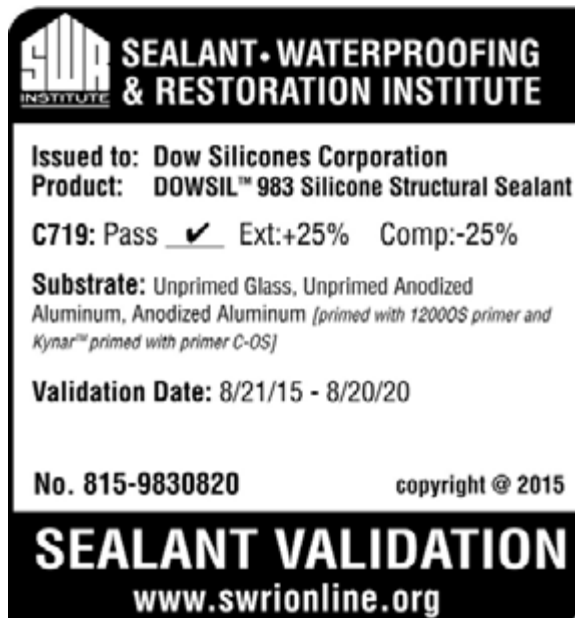 SWR
INSTITUTE
SEALANT • WATERPROOFING
& RESTORATION INSTITUTE
Issued to: Dow Silicones Corporation
Product: DOWSIL™ 983 Silicone Structural Sealant
C719: Pass ✔ Ext:+25% Comp:-25%
Substrate: Unprimed Glass, Unprimed Anodized
Aluminum, Anodized Aluminum [primed with 1200OS primer and
Kynar™ primed with primer C-OS]
Validation Date: 8/21/15 - 8/20/20
No. 815-9830820 copyright @ 2015
SEALANT VALIDATION
www.swrionline.org